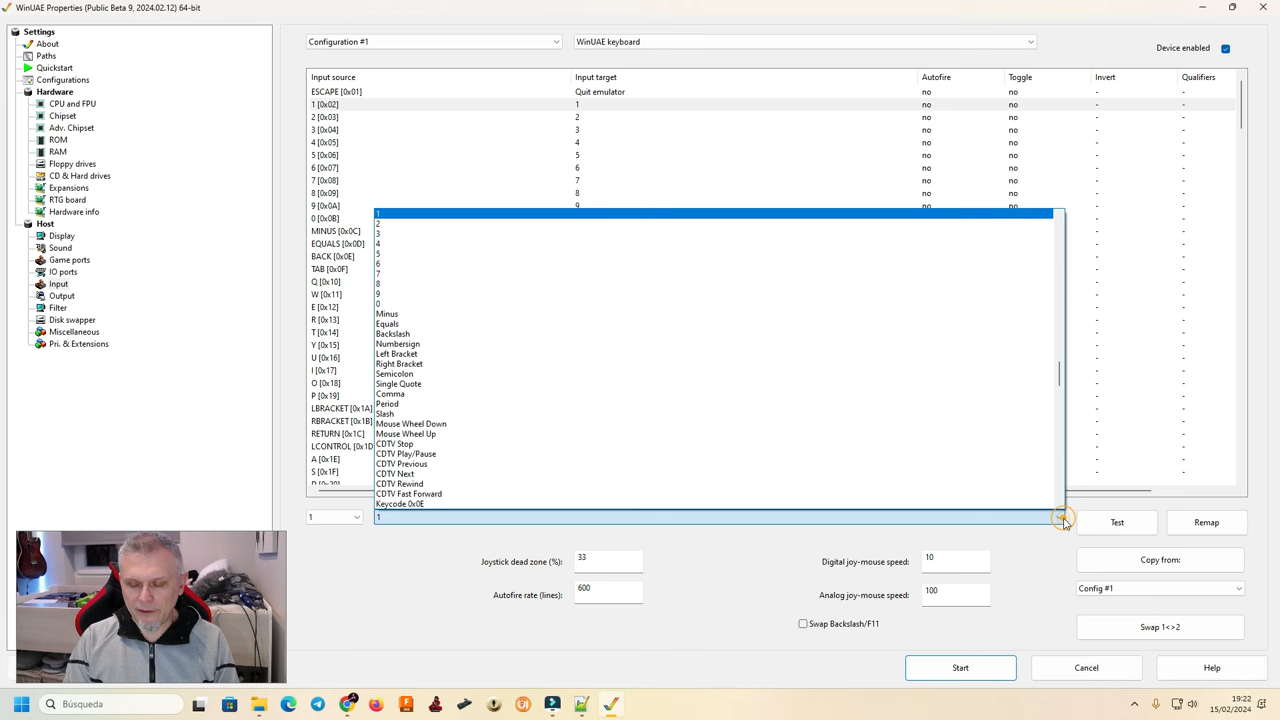 WinUAE Properties (Public Beta 9, 2024.02.12) 64-bit
Settings
About
Paths
Quickstart
Configurations
Hardware
CPU and FPU
Chipset
Adv. Chipset
ROM
RAM
Floppy drives
CD & Hard drives
Expansions
RTG board
Hardware info
Host
Display
Sound
Game ports
IO ports
Input
Output
Filter
Disk swapper
Miscellaneous
Pri. & Extensions
Configuration #1
WinUAE keyboard
Device enabled
Input source Input target Autofire Toggle Invert Qualifiers
ESCAPE [0x01] Quit emulator no no - -
1 [0x02] 1 no no - -
2 [0x03] 2 no no - -
3 [0x04] 3 no no - -
4 [0x05] 4 no no - -
5 [0x06] 5 no no - -
6 [0x07] 6 no no - -
7 [0x08] 7 no no - -
8 [0x09] 8 no no - -
9 [0x0A] 9 no no - -
0 [0x0B]
MINUS [0x0C]
EQUALS [0x0D]
BACK [0x0E]
TAB [0x0F]
Q [0x10]
W [0x11]
E [0x12]
R [0x13]
T [0x14]
Y [0x15]
U [0x16]
I [0x17]
O [0x18]
P [0x19]
LBRACKET [0x1A]
RBRACKET [0x1B]
RETURN [0x1C]
LCONTROL [0x1D
A [0x1E]
S [0x1F]
D [0x20]
1
2
3
4
5
6
7
8
9
0
Minus
Equals
Backslash
Numbersign
Left Bracket
Right Bracket
Semicolon
Single Quote
Comma
Period
Slash
Mouse Wheel Down
Mouse Wheel Up
CDTV Stop
CDTV Play/Pause
CDTV Previous
CDTV Next
CDTV Rewind
CDTV Fast Forward
Keycode 0x0E
1
1
Test
Remap
Joystick dead zone (%): 33
Digital joy-mouse speed: 10
Copy from:
Autofire rate (lines): 600
Analog joy-mouse speed: 100
Config #1
Swap Backslash/F11
Swap 1<>2
Start
Cancel
Help
Búsqueda
19:22
15/02/2024